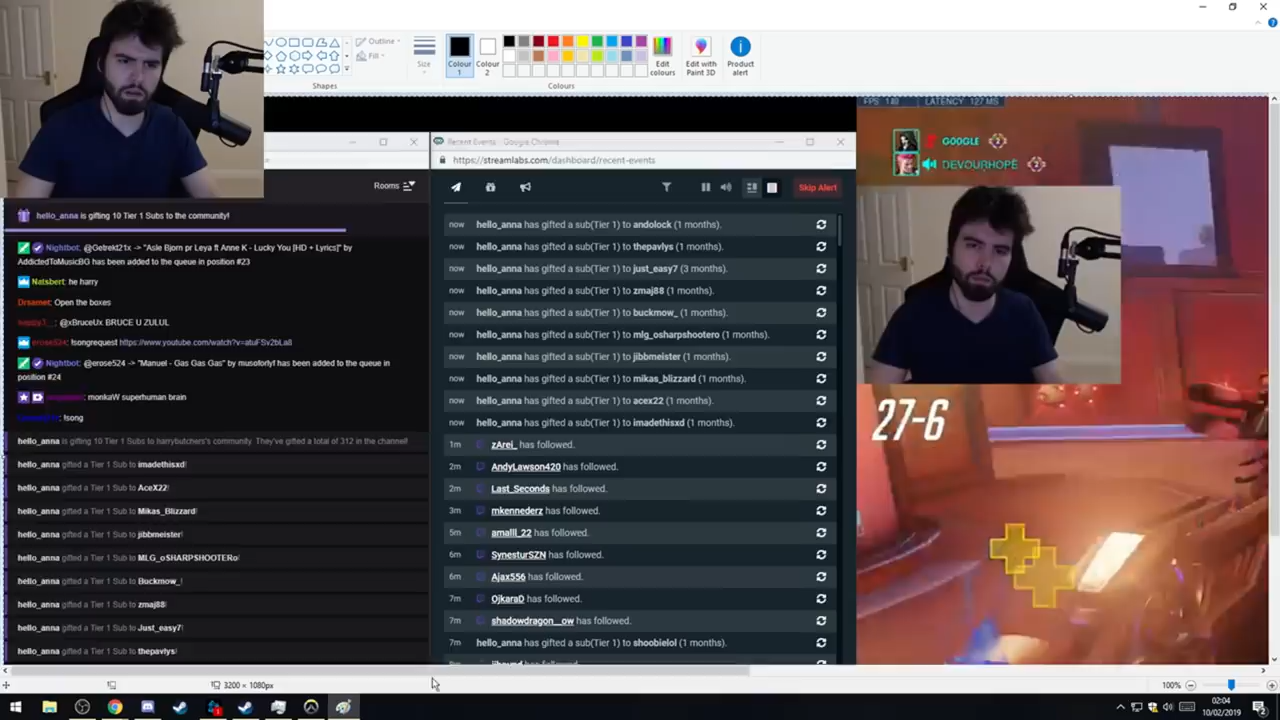 Outline
Fill
Size
Colour 1
Colour 2
Edit colours
Edit with Paint 3D
Product alert
Shapes
Colours
FPS 140 LATENCY 127 MS
Recent Events - Google Chrome
https://streamlabs.com/dashboard/recent-events
Rooms
Skip Alert
GOOGLE
DEVOURHOPE
hello_anna is gifting 10 Tier 1 Subs to the community!
Nightbot: @Getrekt21x -> "Asle Bjorn pr Leya ft Anne K - Lucky You [HD + Lyrics]" by
AddictedToMusicBG has been added to the queue in position #23
Natsbert: he harry
Drsamet: Open the boxes
@xBruceUx BRUCE U ZULUL
erose524: !songrequest https://www.youtube.com/watch?v=atuFSv2bLa8
Nightbot: @erose524 -> "Manuel - Gas Gas Gas" by musoforlyf has been added to the queue in
position #24
monkaW superhuman brain
!song
hello_anna is gifting 10 Tier 1 Subs to harrybutchers's community. They've gifted a total of 312 in the channel!
hello_anna gifted a Tier 1 Sub to imadethisxd!
hello_anna gifted a Tier 1 Sub to AceX22!
hello_anna gifted a Tier 1 Sub to Mikas_Blizzard!
hello_anna gifted a Tier 1 Sub to jibbmeister!
hello_anna gifted a Tier 1 Sub to MLG_oSHARPSHOOTERo!
hello_anna gifted a Tier 1 Sub to Buckmow_!
hello_anna gifted a Tier 1 Sub to zmaj88!
hello_anna gifted a Tier 1 Sub to Just_easy7!
hello_anna gifted a Tier 1 Sub to thepavlys!
now hello_anna has gifted a sub(Tier 1) to andolock (1 months).
now hello_anna has gifted a sub(Tier 1) to thepavlys (1 months).
now hello_anna has gifted a sub(Tier 1) to just_easy7 (3 months).
now hello_anna has gifted a sub(Tier 1) to zmaj88 (1 months).
now hello_anna has gifted a sub(Tier 1) to buckmow_ (1 months).
now hello_anna has gifted a sub(Tier 1) to mlg_osharpshootero (1 months).
now hello_anna has gifted a sub(Tier 1) to jibbmeister (1 months).
now hello_anna has gifted a sub(Tier 1) to mikas_blizzard (1 months).
now hello_anna has gifted a sub(Tier 1) to acex22 (1 months).
now hello_anna has gifted a sub(Tier 1) to imadethisxd (1 months).
1m zArei_ has followed.
2m AndyLawson420 has followed.
2m Last_Seconds has followed.
3m mkennederz has followed.
5m amalli_22 has followed.
6m SynesturSZN has followed.
6m Ajax556 has followed.
7m OjkaraD has followed.
7m shadowdragon__ow has followed.
7m hello_anna has gifted a sub(Tier 1) to shoobielol (1 months).
27-6
3200 × 1080px
100%
02:04
10/02/2019